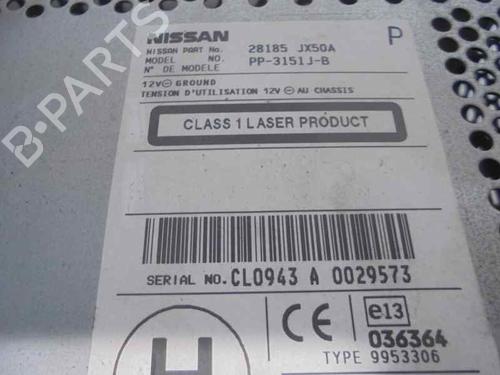 NISSAN
P
NISSAN PART No. 28185 JX50A
MODEL NO. PP-3151J-B
N° DE MODELE
12V⊖GROUND
TENSION D'UTILISATION 12V⊖AU CHASSIS
CLASS 1 LASER PRODUCT
SERIAL NO. CL0943 A 0029573
H
CE e13
036364
TYPE 9953306
B-PARTS